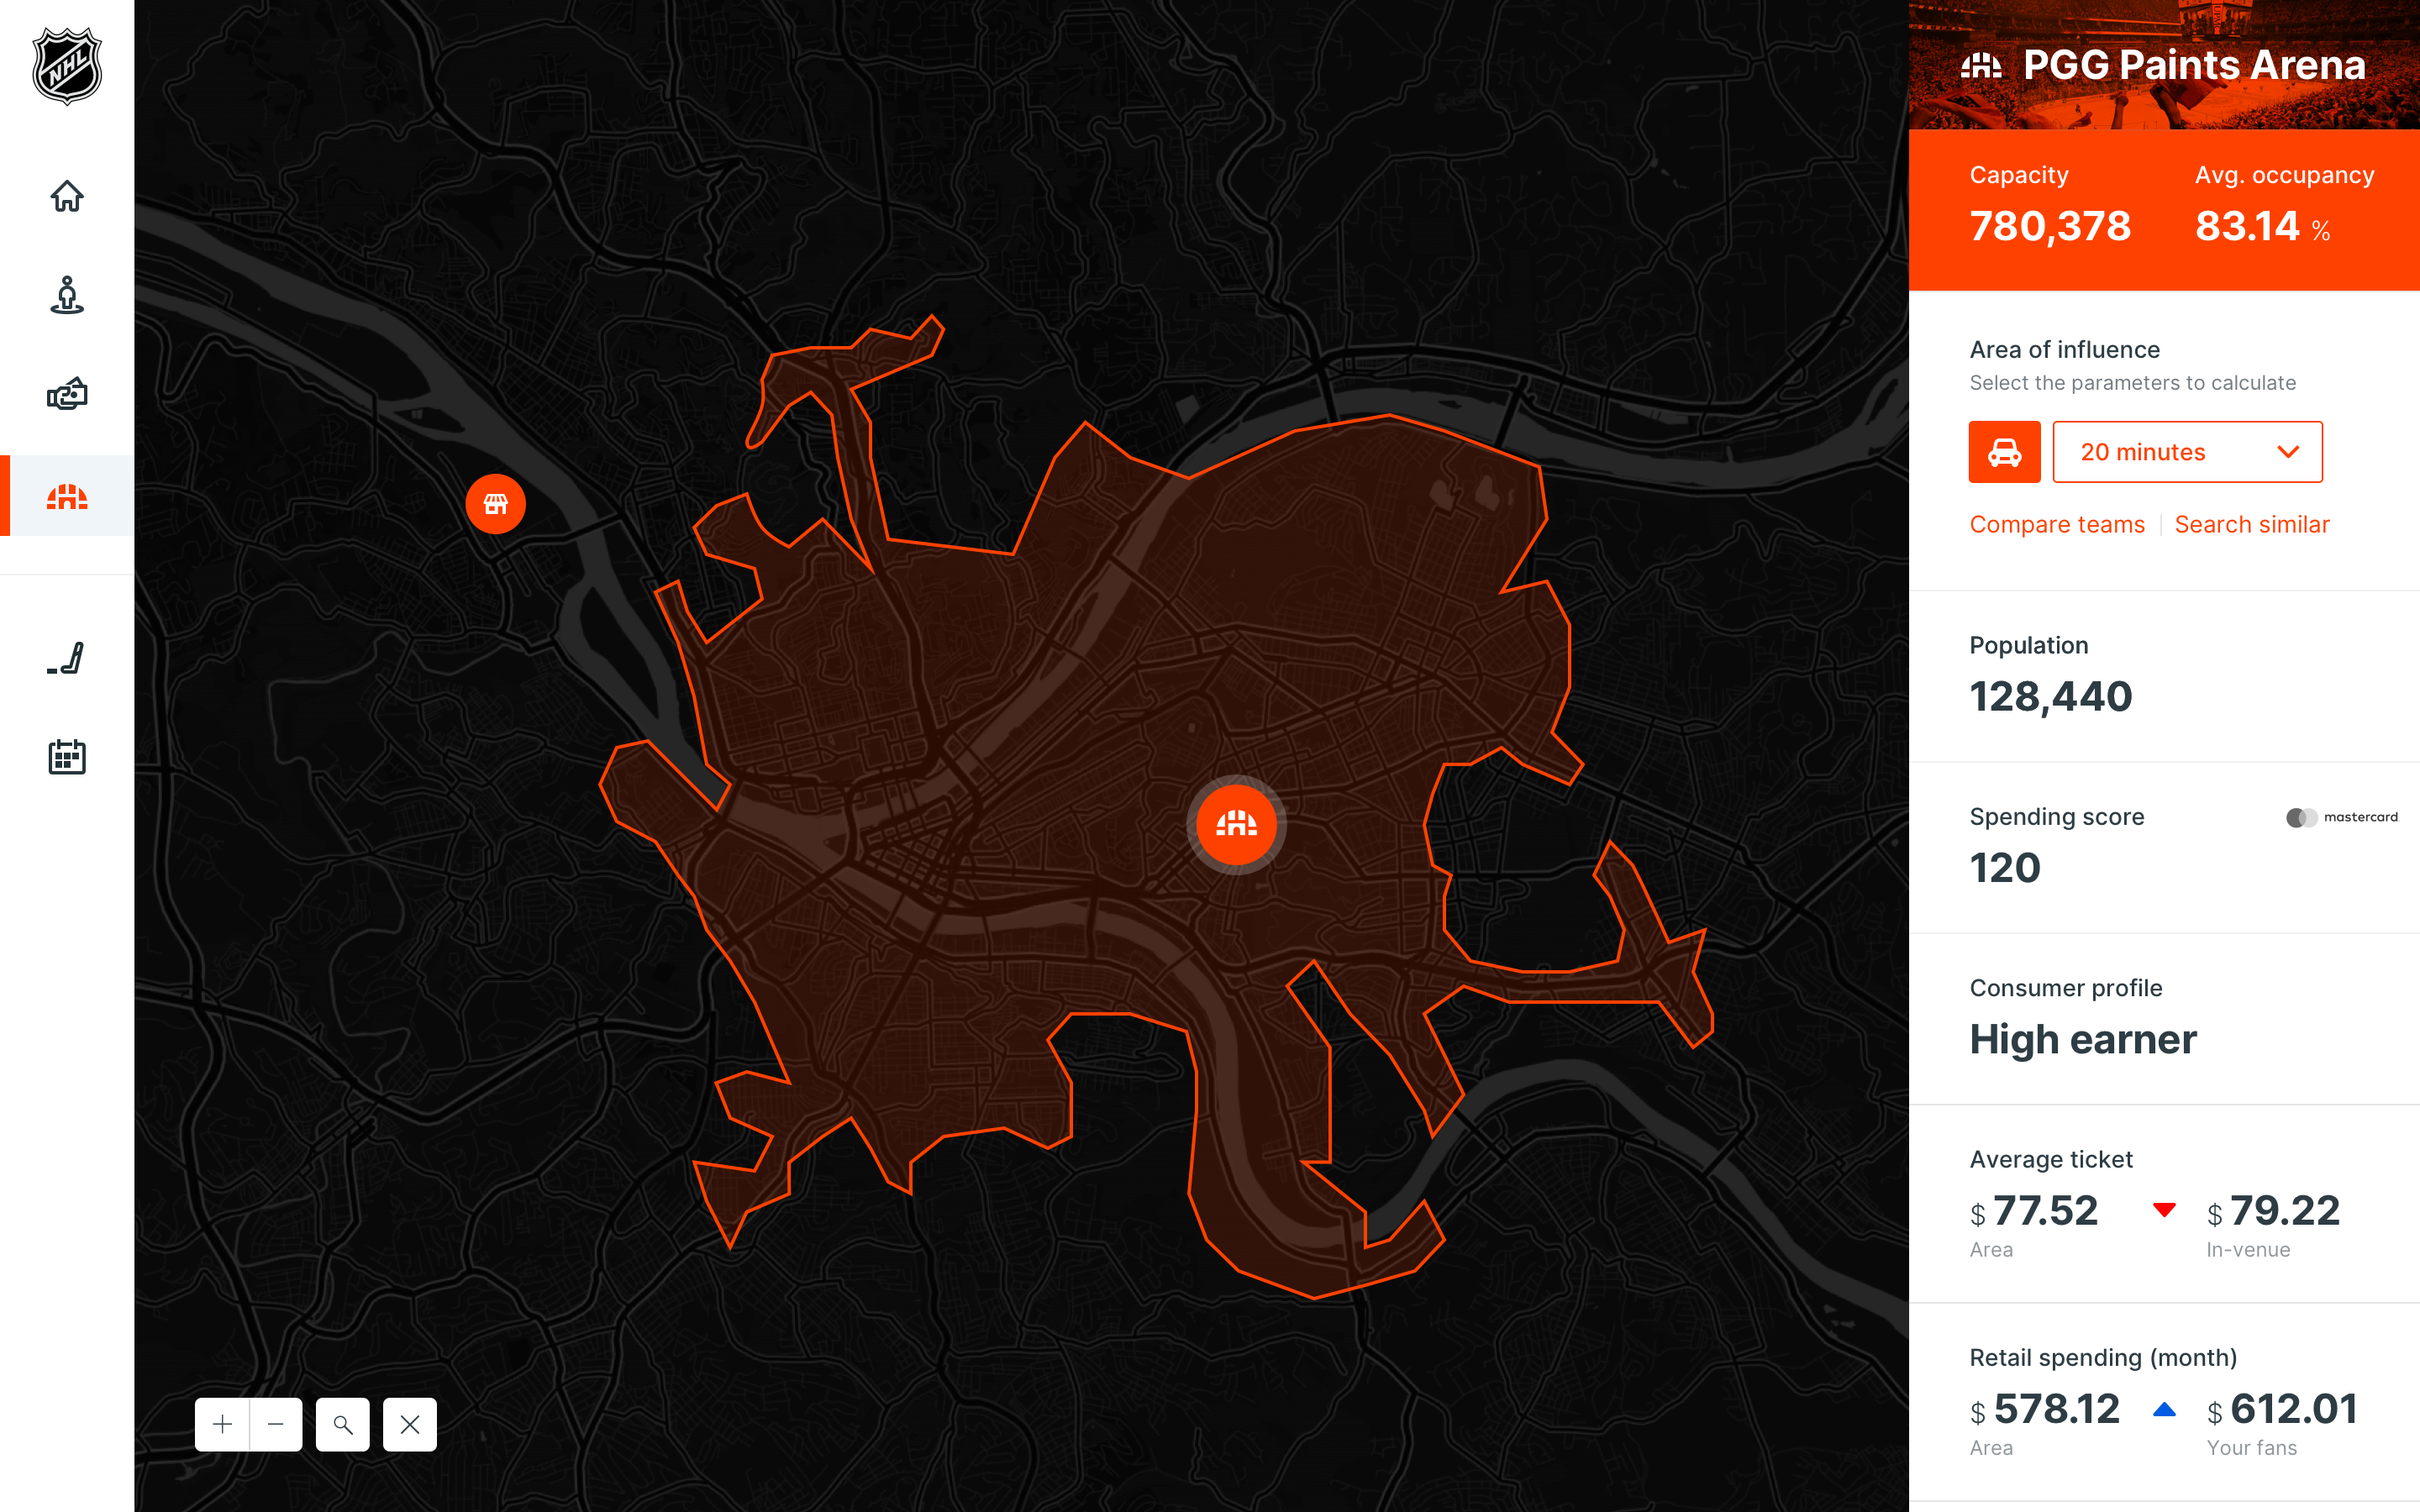 NHL
PGG Paints Arena
Capacity
780,378
Avg. occupancy
83.14 %
Area of influence
Select the parameters to calculate
20 minutes
Compare teams
Search similar
Population
128,440
Spending score
mastercard
120
Consumer profile
High earner
Average ticket
$ 77.52
$ 79.22
Area
In-venue
Retail spending (month)
$ 578.12
$ 612.01
Area
Your fans